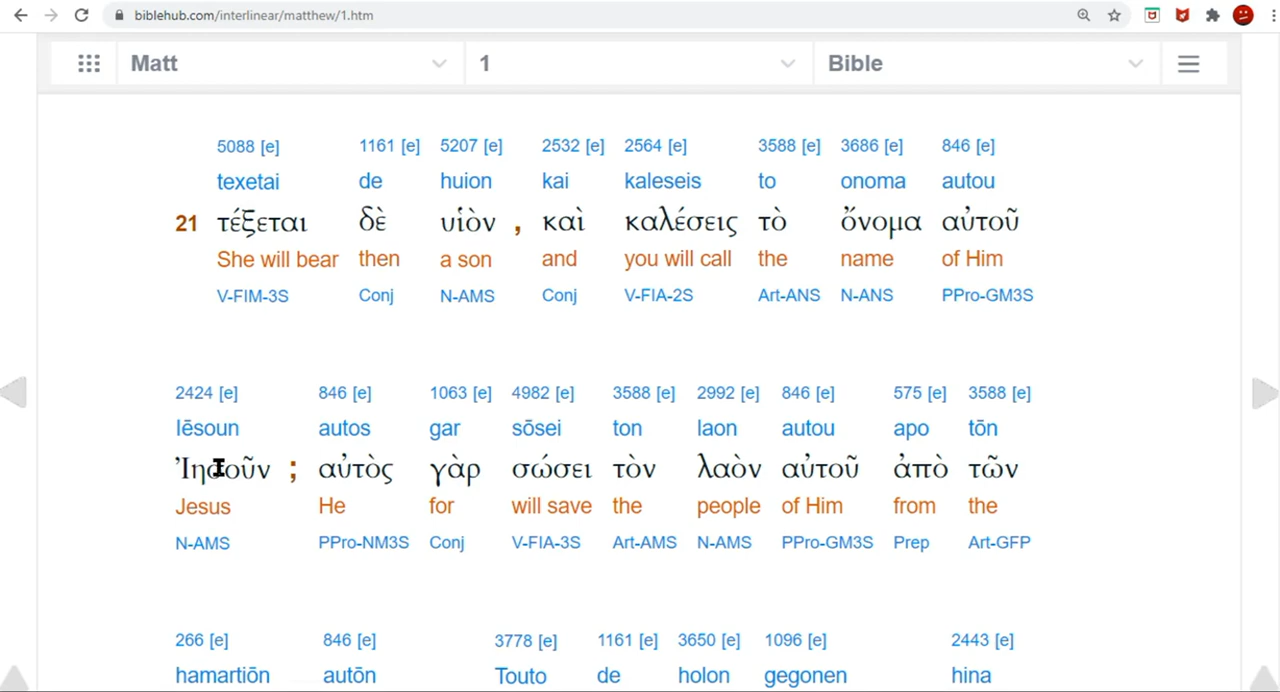 biblehub.com/interlinear/matthew/1.htm
Matt 1 Bible
5088 [e] 1161 [e] 5207 [e] 2532 [e] 2564 [e] 3588 [e] 3686 [e] 846 [e]
texetai de huion kai kaleseis to onoma autou
21 τέξεται δὲ υἱὸν , καὶ καλέσεις τὸ ὄνομα αὐτοῦ
She will bear then a son and you will call the name of Him
V-FIM-3S Conj N-AMS Conj V-FIA-2S Art-ANS N-ANS PPro-GM3S
2424 [e] 846 [e] 1063 [e] 4982 [e] 3588 [e] 2992 [e] 846 [e] 575 [e] 3588 [e]
Iēsoun autos gar sōsei ton laon autou apo tōn
Ἰησοῦν ; αὐτὸς γὰρ σώσει τὸν λαὸν αὐτοῦ ἀπὸ τῶν
Jesus He for will save the people of Him from the
N-AMS PPro-NM3S Conj V-FIA-3S Art-AMS N-AMS PPro-GM3S Prep Art-GFP
266 [e] 846 [e] 3778 [e] 1161 [e] 3650 [e] 1096 [e] 2443 [e]
hamartiōn autōn Touto de holon gegonen hina